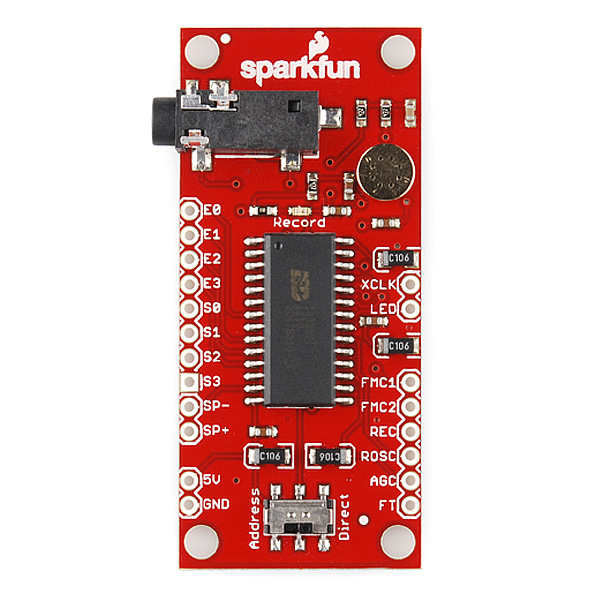 sparkfun
Record
E0
E1
E2
E3
S0
S1
S2
S3
SP-
SP+
5V
GND
C106
XCLK
LED
C106
FMC1
FMC2
REC
ROSC
AGC
FT
C106
C106
Address
Direct